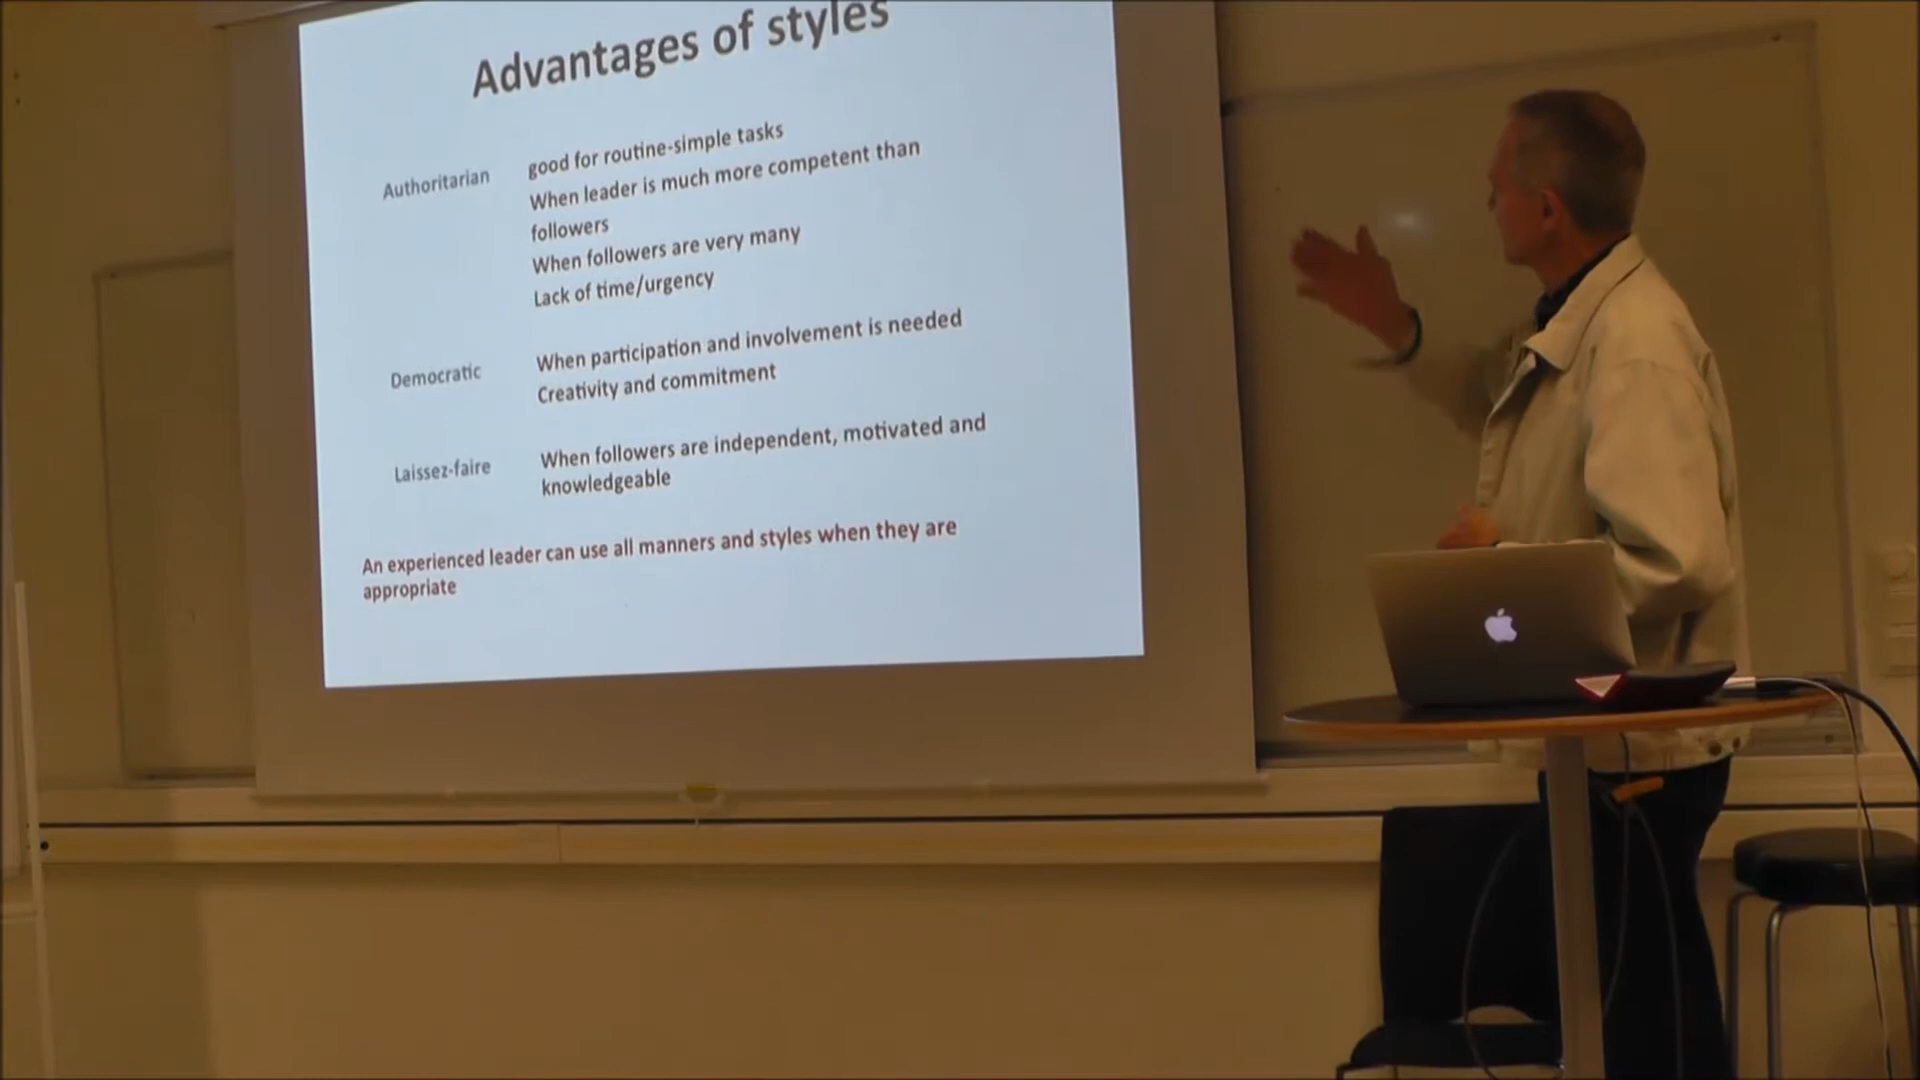 Advantages of styles
Authoritarian
good for routine-simple tasks
When leader is much more competent than
followers
When followers are very many
Lack of time/urgency
Democratic
When participation and involvement is needed
Creativity and commitment
Laissez-faire
When followers are independent, motivated and
knowledgeable
An experienced leader can use all manners and styles when they are
appropriate